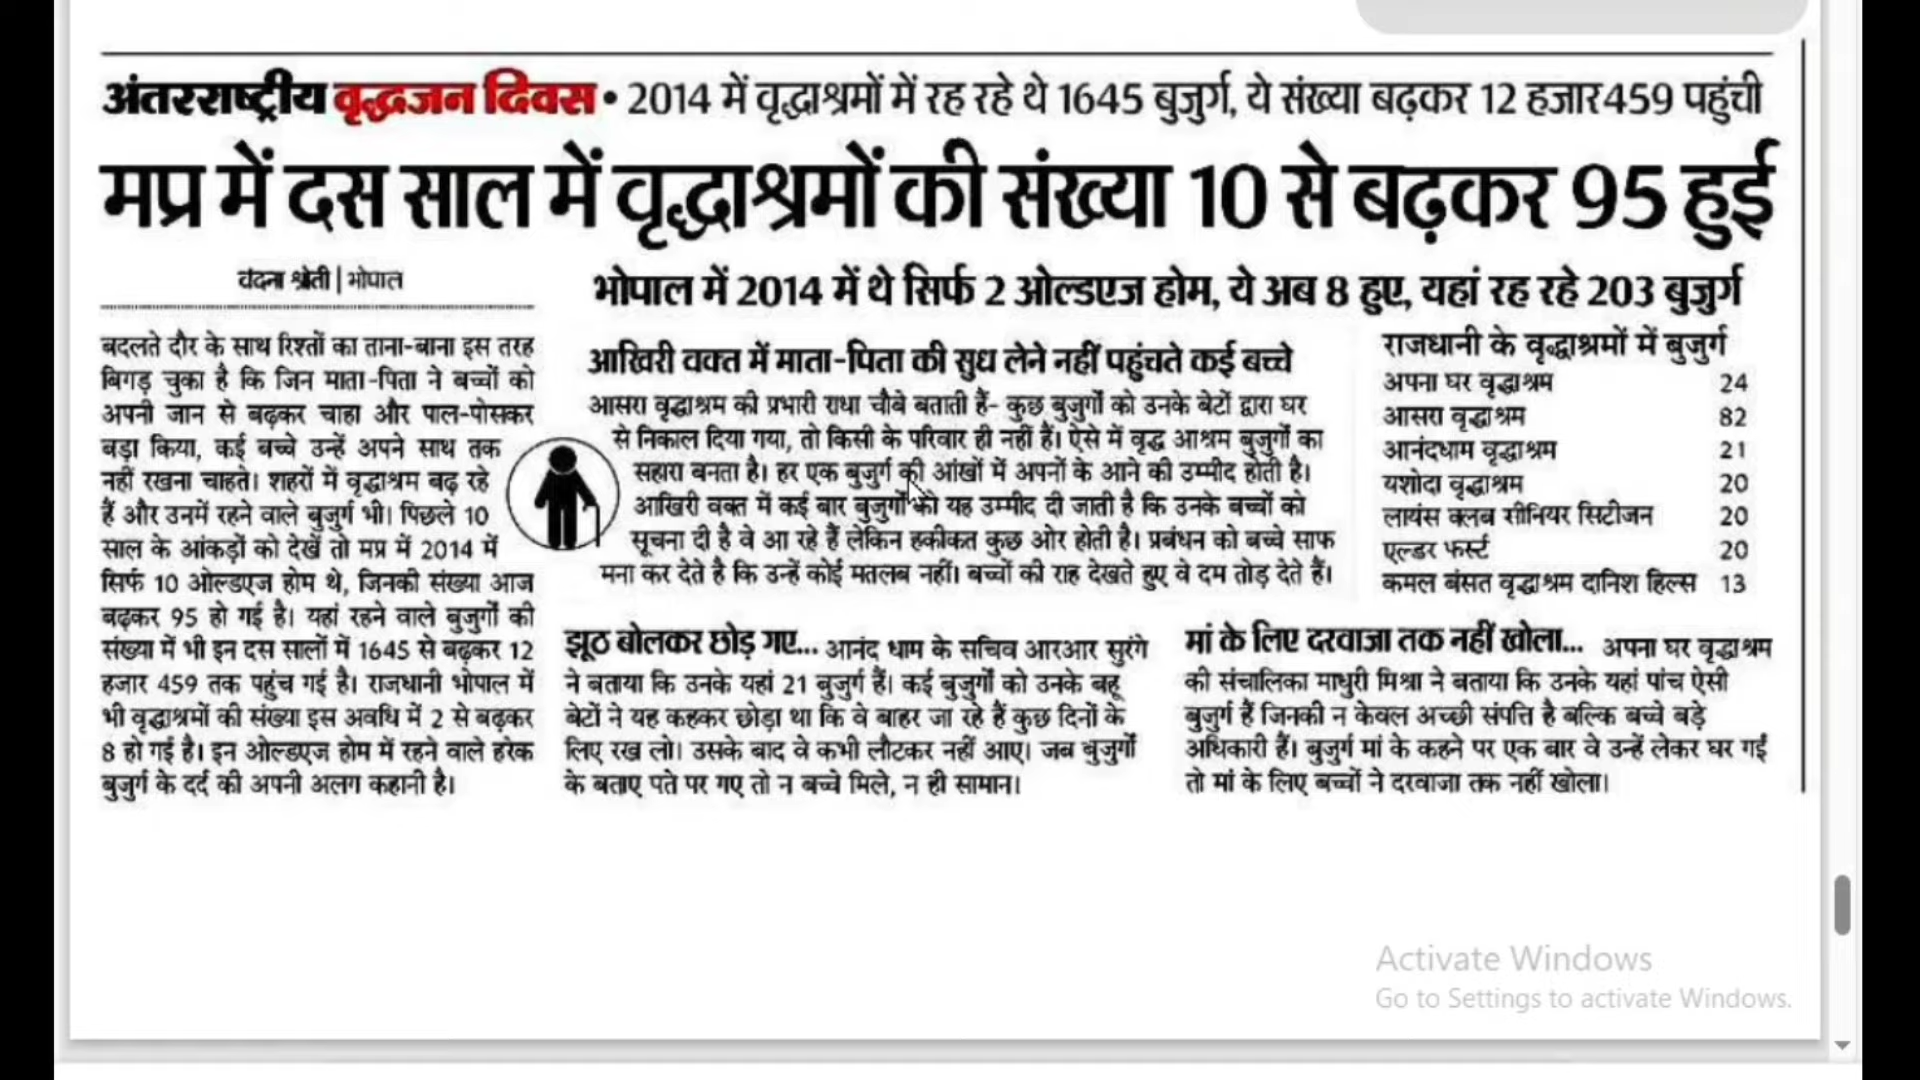 अंतरराष्ट्रीय वृद्धजन दिवस • 2014 में वृद्धाश्रमों में रह रहे थे 1645 बुजुर्ग, ये संख्या बढ़कर 12 हजार459 पहुंची
मप्र में दस साल में वृद्धाश्रमों की संख्या 10 से बढ़कर 95 हुई
वंदना श्रोती | भोपाल
बदलते दौर के साथ रिश्तों का ताना-बाना इस तरह
बिगड़ चुका है कि जिन माता-पिता ने बच्चों को
अपनी जान से बढ़कर चाहा और पाल-पोसकर
बड़ा किया, कई बच्चे उन्हें अपने साथ तक
नहीं रखना चाहते। शहरों में वृद्धाश्रम बढ़ रहे
हैं और उनमें रहने वाले बुजुर्ग भी। पिछले 10
साल के आंकड़ों को देखें तो मप्र में 2014 में
सिर्फ 10 ओल्डएज होम थे, जिनकी संख्या आज
बढ़कर 95 हो गई है। यहां रहने वाले बुजुर्गों की
संख्या में भी इन दस सालों में 1645 से बढ़कर 12
हजार 459 तक पहुंच गई है। राजधानी भोपाल में
भी वृद्धाश्रमों की संख्या इस अवधि में 2 से बढ़कर
8 हो गई है। इन ओल्डएज होम में रहने वाले हरेक
बुजुर्ग के दर्द की अपनी अलग कहानी है।
भोपाल में 2014 में थे सिर्फ 2 ओल्डएज होम, ये अब 8 हुए, यहां रह रहे 203 बुजुर्ग
आखिरी वक्त में माता-पिता की सुध लेने नहीं पहुंचते कई बच्चे
आसरा वृद्धाश्रम की प्रभारी राधा चौबे बताती हैं- कुछ बुजुर्गों को उनके बेटों द्वारा घर
से निकाल दिया गया, तो किसी के परिवार ही नहीं हैं। ऐसे में वृद्ध आश्रम बुजुर्गों का
सहारा बनता है। हर एक बुजुर्ग की आंखों में अपनों के आने की उम्मीद होती है।
आखिरी वक्त में कई बार बुजुर्गों को यह उम्मीद दी जाती है कि उनके बच्चों को
सूचना दी है वे आ रहे हैं लेकिन हकीकत कुछ ओर होती है। प्रबंधन को बच्चे साफ
मना कर देते है कि उन्हें कोई मतलब नहीं। बच्चों की राह देखते हुए वे दम तोड़ देते हैं।
राजधानी के वृद्धाश्रमों में बुजुर्ग
अपना घर वृद्धाश्रम 24
आसरा वृद्धाश्रम 82
आनंदधाम वृद्धाश्रम 21
यशोदा वृद्धाश्रम 20
लायंस क्लब सीनियर सिटीजन 20
एल्डर फर्स्ट 20
कमल बंसत वृद्धाश्रम दानिश हिल्स 13
झूठ बोलकर छोड़ गए... आनंद धाम के सचिव आरआर सुरंगे
ने बताया कि उनके यहां 21 बुजुर्ग हैं। कई बुजुर्गों को उनके बहू
बेटों ने यह कहकर छोड़ा था कि वे बाहर जा रहे हैं कुछ दिनों के
लिए रख लो। उसके बाद वे कभी लौटकर नहीं आए। जब बुजुर्गों
के बताए पते पर गए तो न बच्चे मिले, न ही सामान।
मां के लिए दरवाजा तक नहीं खोला... अपना घर वृद्धाश्रम
की संचालिका माधुरी मिश्रा ने बताया कि उनके यहां पांच ऐसी
बुजुर्ग हैं जिनकी न केवल अच्छी संपत्ति है बल्कि बच्चे बड़े
अधिकारी हैं। बुजुर्ग मां के कहने पर एक बार वे उन्हें लेकर घर गईं
तो मां के लिए बच्चों ने दरवाजा तक नहीं खोला।
Activate Windows
Go to Settings to activate Windows.